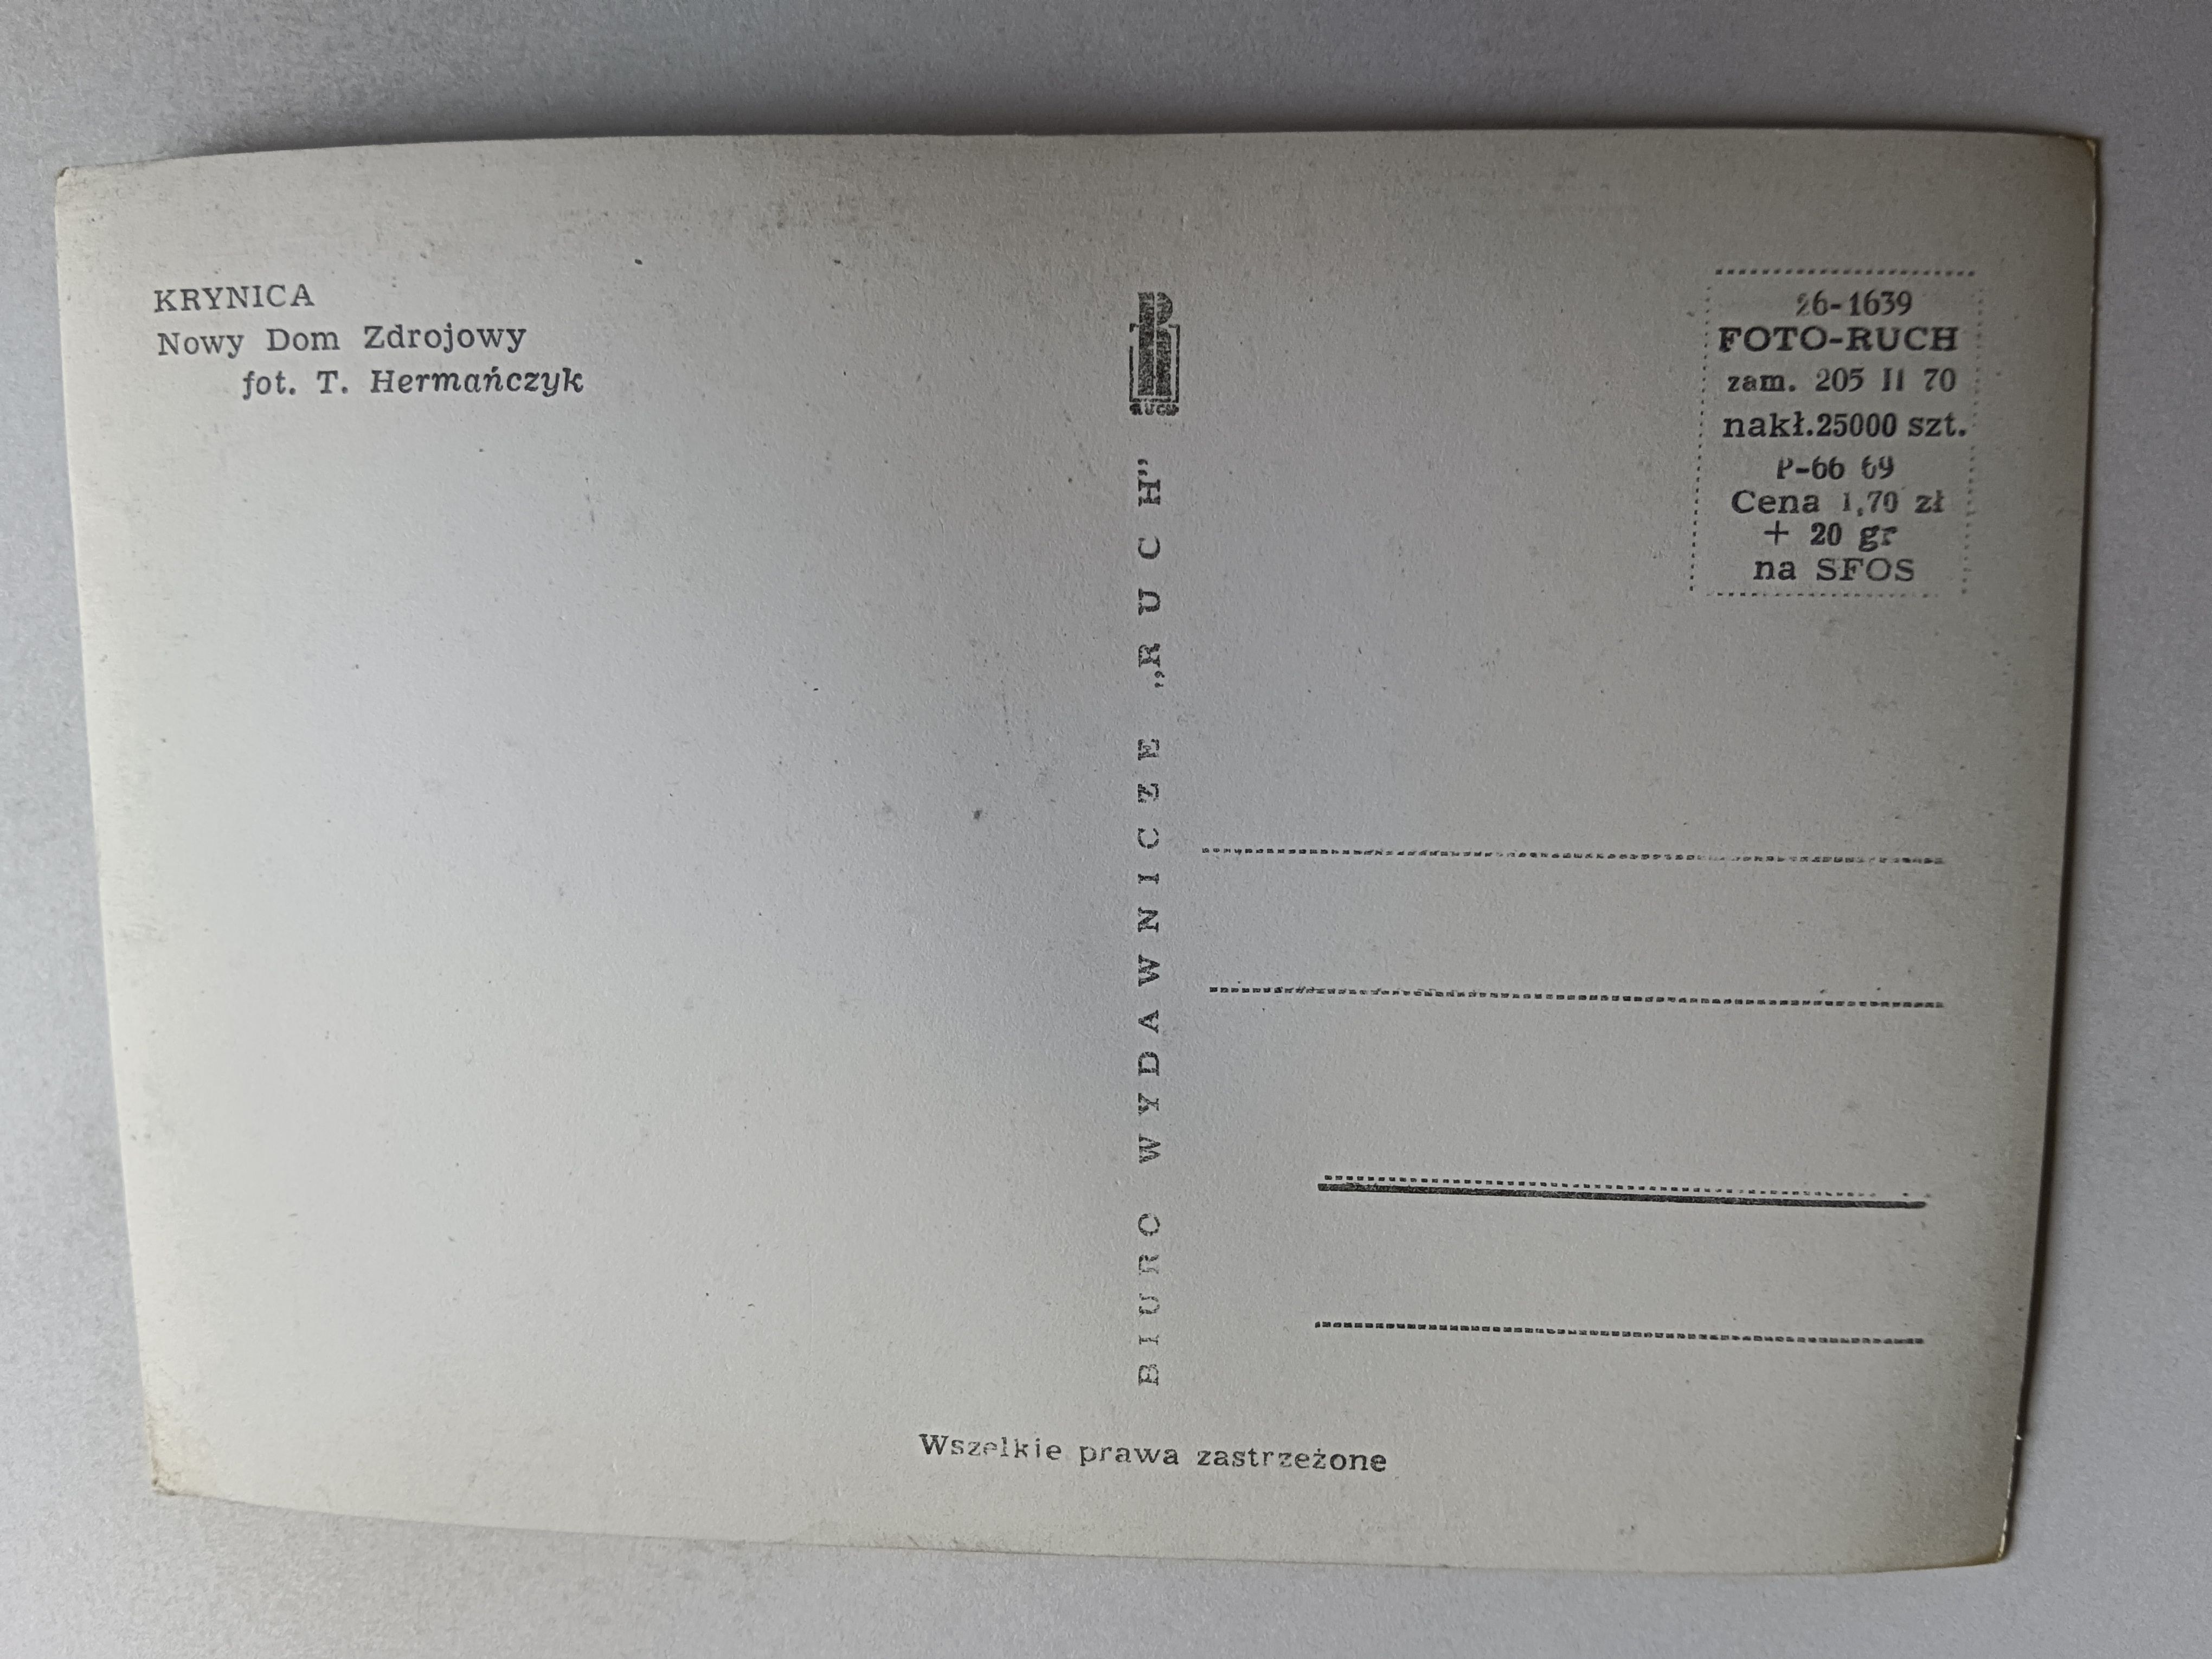 KRYNICA
Nowy Dom Zdrojowy
fot. T. Hermańczyk
RUCH
BIURO WYDAWNICZE „RUCH”
26-1639
FOTO-RUCH
zam. 205 II 70
nakł.25000 szt.
P-66 69
Cena 1,70 zł
+ 20 gr
na SFOS
Wszelkie prawa zastrzeżone